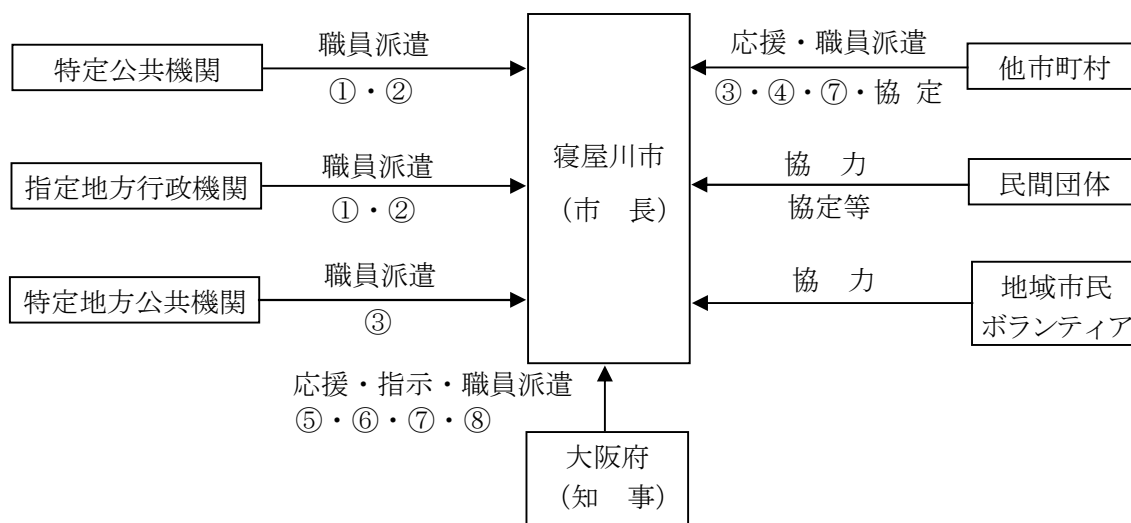 特定公共機関
職員派遣
①・②
指定地方行政機関
職員派遣
①・②
特定地方公共機関
職員派遣
③
寝屋川市
（市　長）
応援・職員派遣
③・④・⑦・協 定
他市町村
協　力
協定等
民間団体
協　力
地域市民
ボランティア
応援・指示・職員派遣
⑤・⑥・⑦・⑧
大阪府
（知　事）